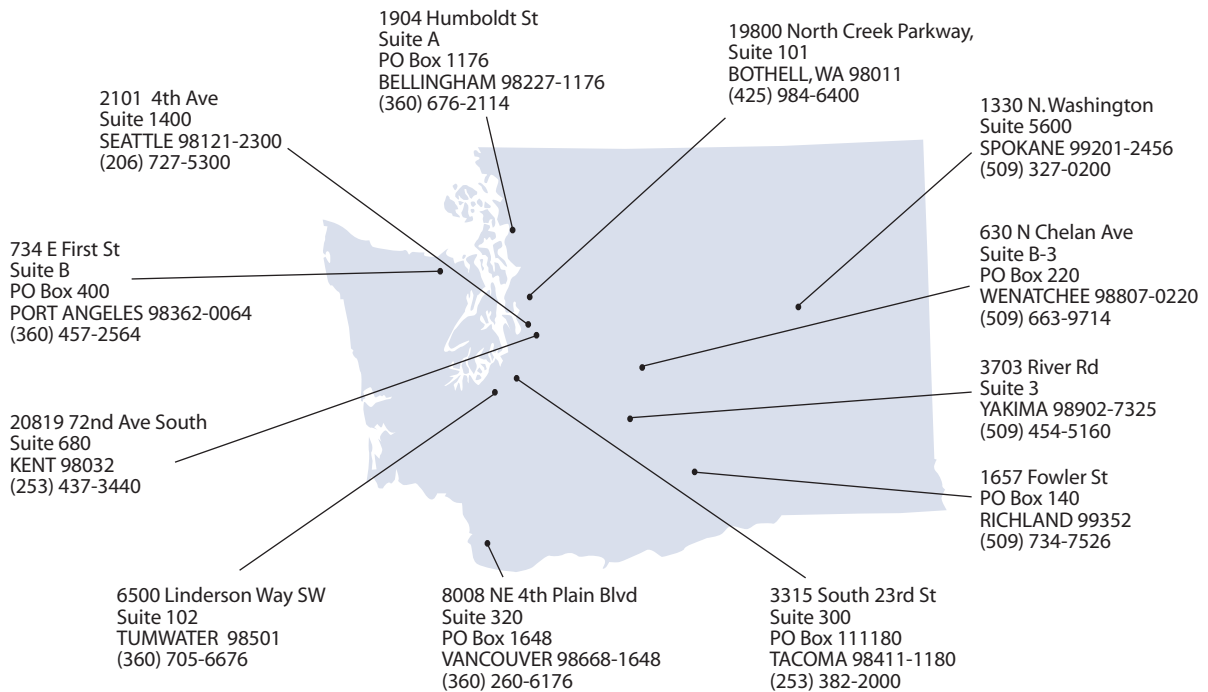 1904 Humboldt St
Suite A
PO Box 1176
BELLINGHAM 98227-1176
(360) 676-2114
19800 North Creek Parkway,
Suite 101
BOTHELL, WA 98011
(425) 984-6400
2101 4th Ave
Suite 1400
SEATTLE 98121-2300
(206) 727-5300
1330 N. Washington
Suite 5600
SPOKANE 99201-2456
(509) 327-0200
734 E First St
Suite B
PO Box 400
PORT ANGELES 98362-0064
(360) 457-2564
630 N Chelan Ave
Suite B-3
PO Box 220
WENATCHEE 98807-0220
(509) 663-9714
3703 River Rd
Suite 3
YAKIMA 98902-7325
(509) 454-5160
20819 72nd Ave South
Suite 680
KENT 98032
(253) 437-3440
1657 Fowler St
PO Box 140
RICHLAND 99352
(509) 734-7526
6500 Linderson Way SW
Suite 102
TUMWATER 98501
(360) 705-6676
8008 NE 4th Plain Blvd
Suite 320
PO Box 1648
VANCOUVER 98668-1648
(360) 260-6176
3315 South 23rd St
Suite 300
PO Box 111180
TACOMA 98411-1180
(253) 382-2000